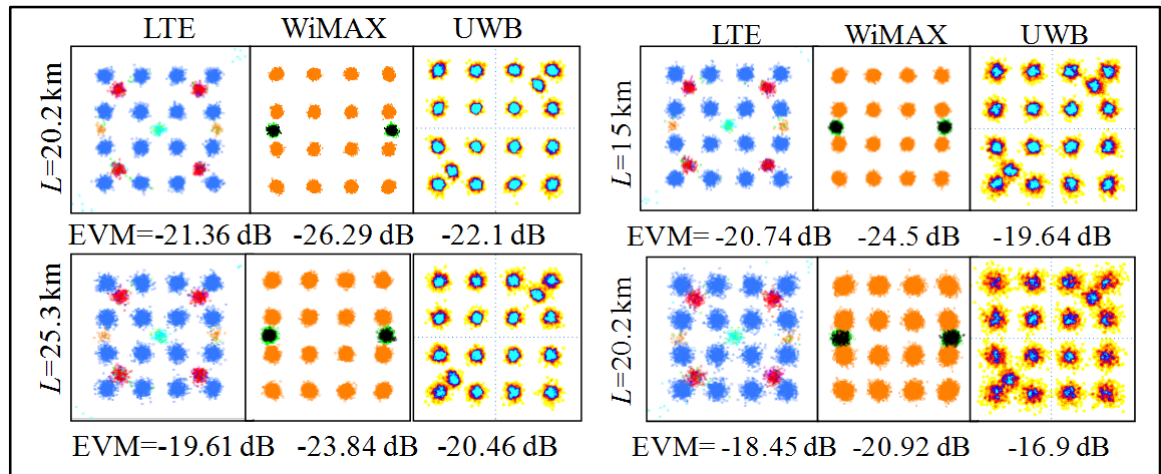 LTE WiMAX UWB
L=20.2 km
EVM=-21.36 dB -26.29 dB -22.1 dB
L=25.3 km
EVM=-19.61 dB -23.84 dB -20.46 dB
LTE WiMAX UWB
L=15 km
EVM= -20.74 dB -24.5 dB -19.64 dB
L=20.2 km
EVM=-18.45 dB -20.92 dB -16.9 dB